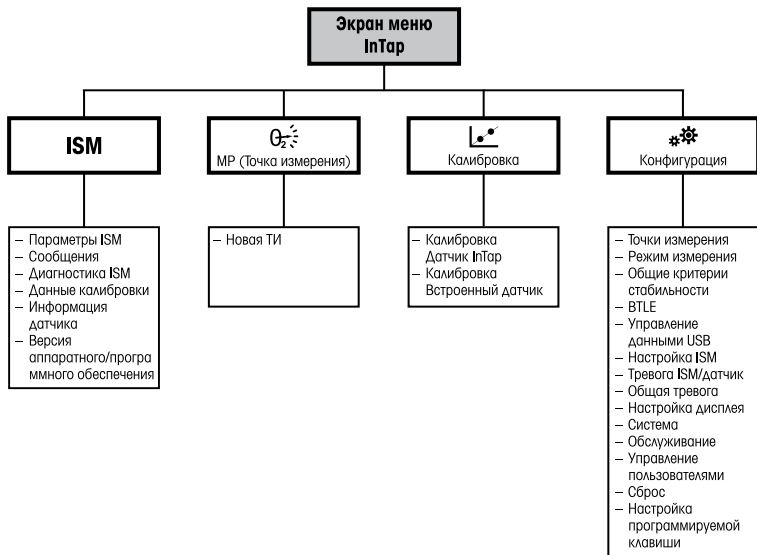 Экран меню
InTap
ISM
O₂
МР (Точка измерения)
Калибровка
Конфигурация
– Параметры ISM
– Сообщения
– Диагностика ISM
– Данные калибровки
– Информация
датчика
– Версия
аппаратного/програ
ммного обеспечения
– Новая ТИ
– Калибровка
Датчик InTap
– Калибровка
Встроенный датчик
– Точки измерения
– Режим измерения
– Общие критерии
стабильности
– BTLE
– Управление
данными USB
– Настройка ISM
– Тревога ISM/датчик
– Общая тревога
– Настройка дисплея
– Система
– Обслуживание
– Управление
пользователями
– Сброс
– Настройка
программируемой
клавиши